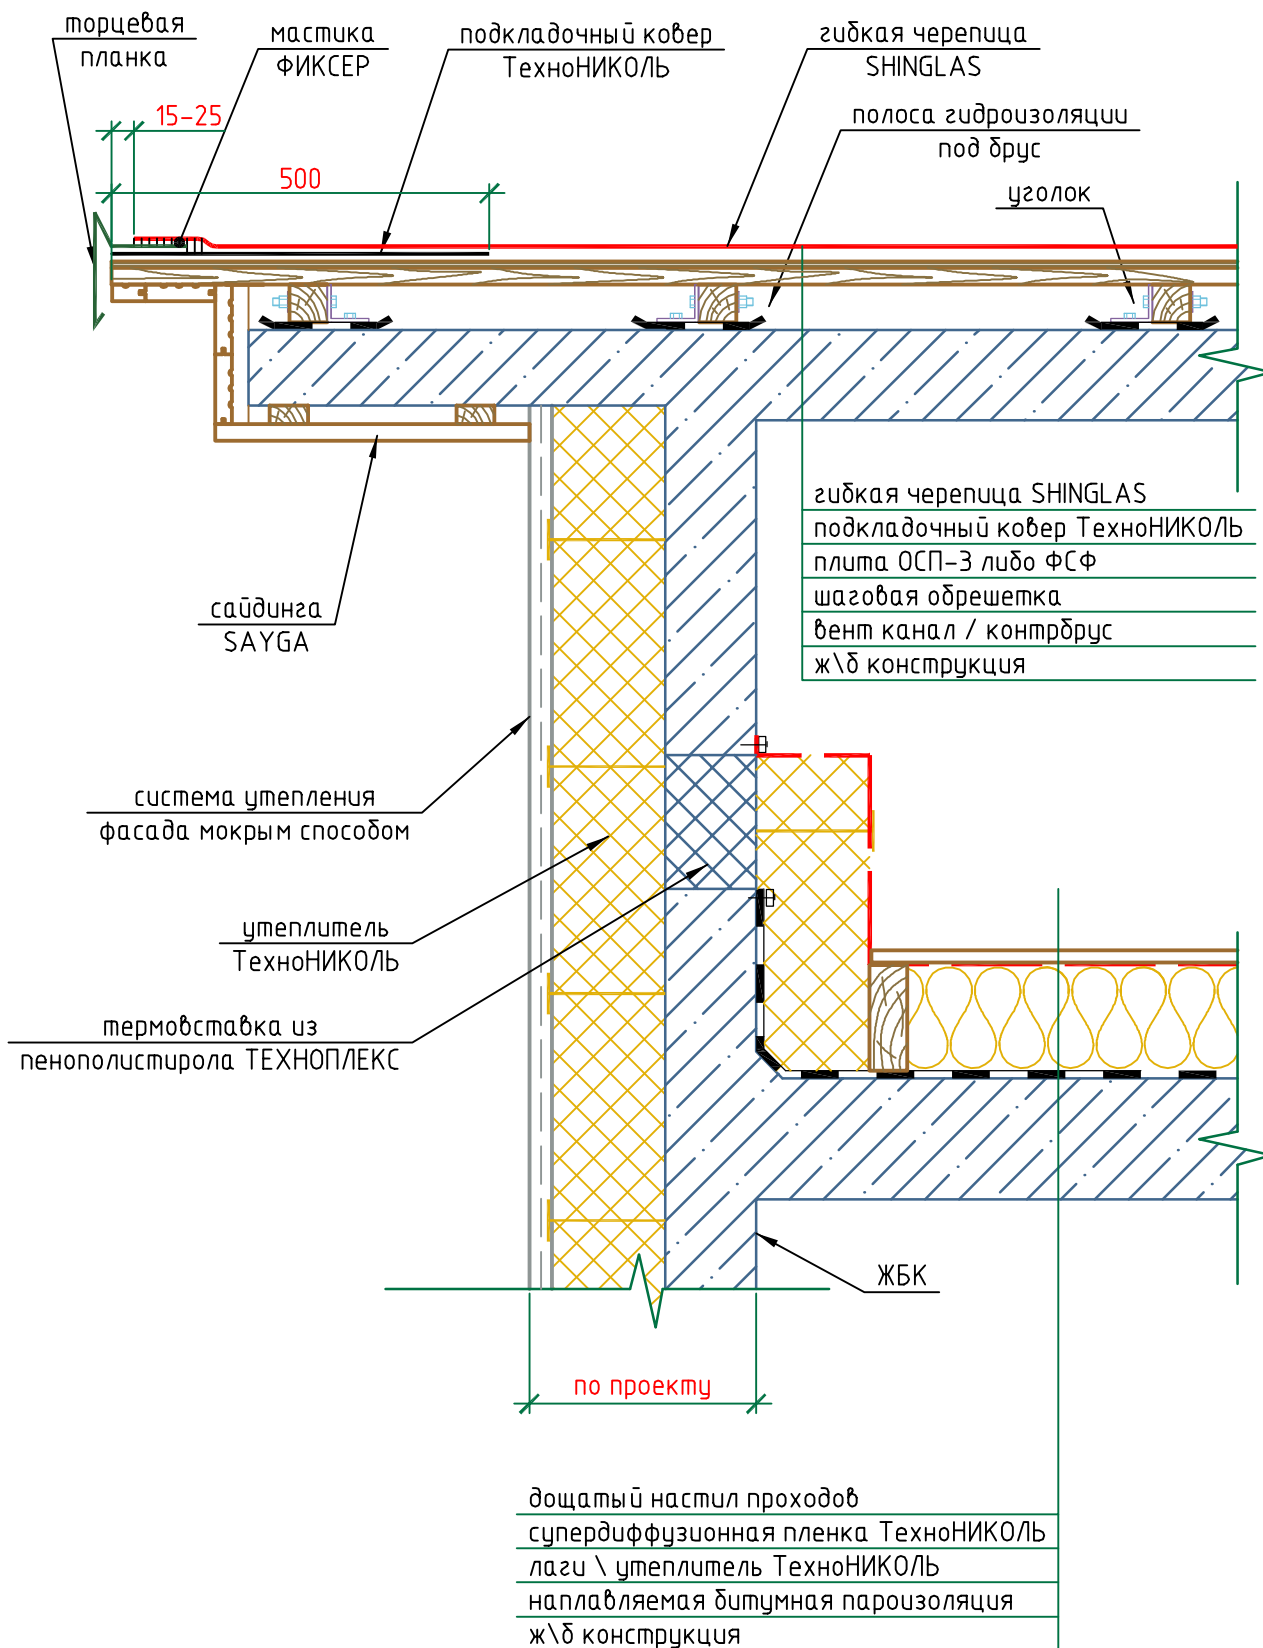 торцевая
планка
мастика
ФИКСЕР
подкладочный ковер
ТехноНИКОЛЬ
гибкая черепица
SHINGLAS
15-25
полоса гидроизоляции
под брус
500
уголок
гибкая черепица SHINGLAS
подкладочный ковер ТехноНИКОЛЬ
плита ОСП-3 либо ФСФ
шаговая обрешетка
вент канал / контрбрус
ж\б конструкция
сайдинга
SAYGA
система утепления
фасада мокрым способом
утеплитель
ТехноНИКОЛЬ
термовставка из
пенополистирола ТЕХНОПЛЕКС
ЖБК
по проекту
дощатый настил проходов
супердиффузионная пленка ТехноНИКОЛЬ
лаги \ утеплитель ТехноНИКОЛЬ
наплавляемая битумная пароизоляция
ж\б конструкция